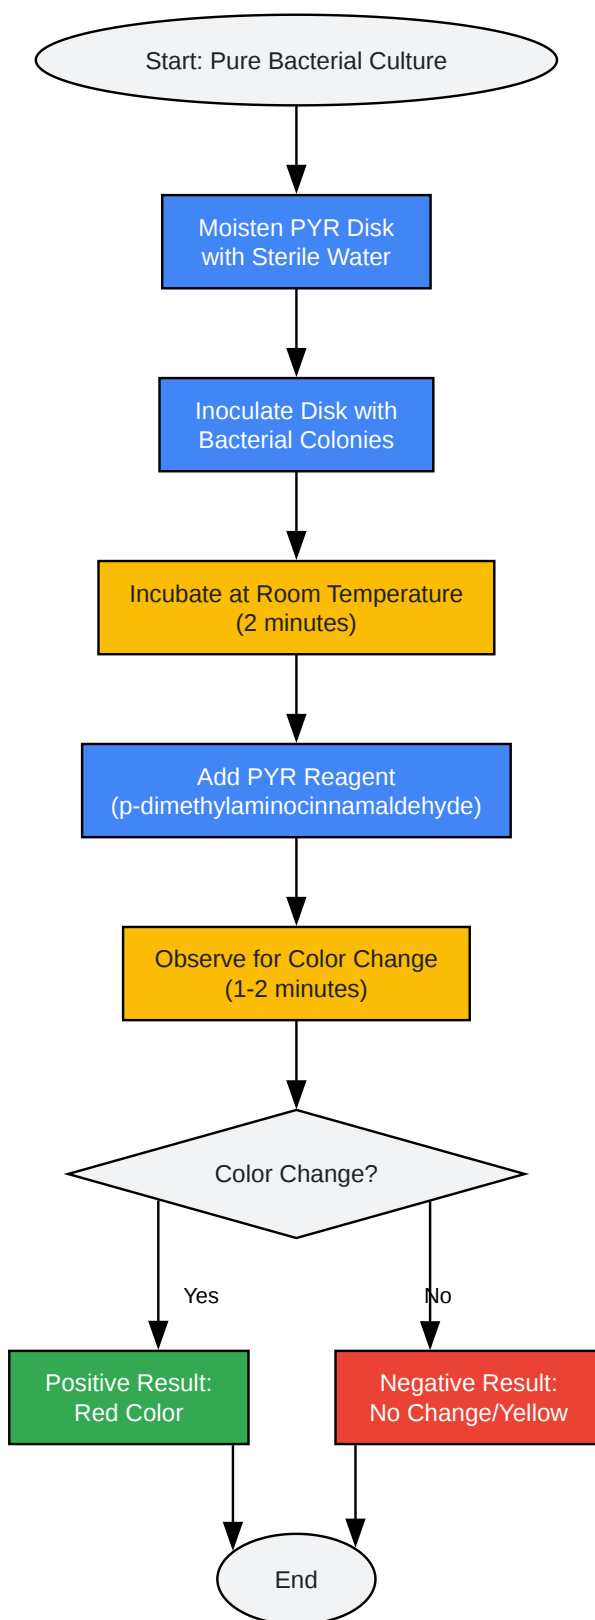 Start: Pure Bacterial Culture
Moisten PYR Disk
with Sterile Water
Inoculate Disk with
Bacterial Colonies
Incubate at Room Temperature
(2 minutes)
Add PYR Reagent
(p-dimethylaminocinnamaldehyde)
Observe for Color Change
(1-2 minutes)
Color Change?
Yes
No
Positive Result:
Red Color
Negative Result:
No Change/Yellow
End